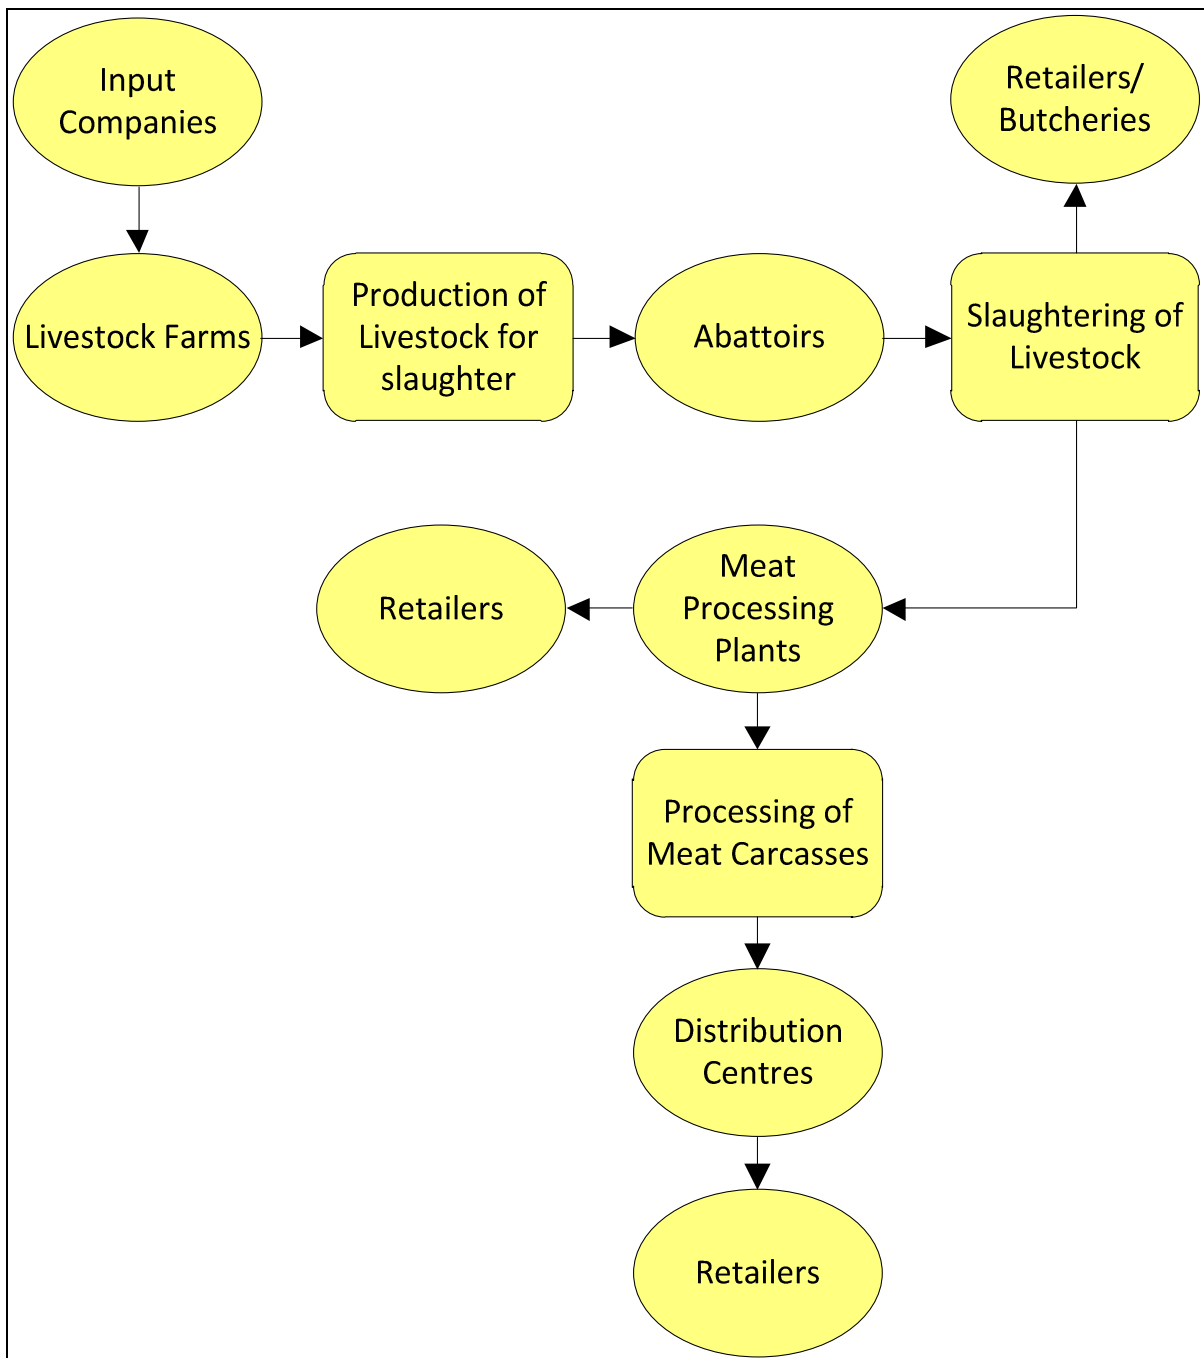 Input
Companies
Retailers/
Butcheries
Livestock Farms
Production of
Livestock for
slaughter
Abattoirs
Slaughtering of
Livestock
Retailers
Meat
Processing
Plants
Processing of
Meat Carcasses
Distribution
Centres
Retailers